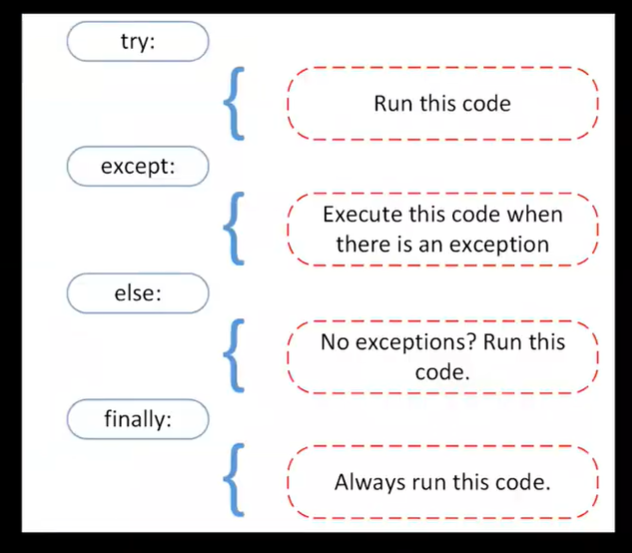 try:
Run this code
except:
Execute this code when
there is an exception
else:
No exceptions? Run this
code.
finally:
Always run this code.